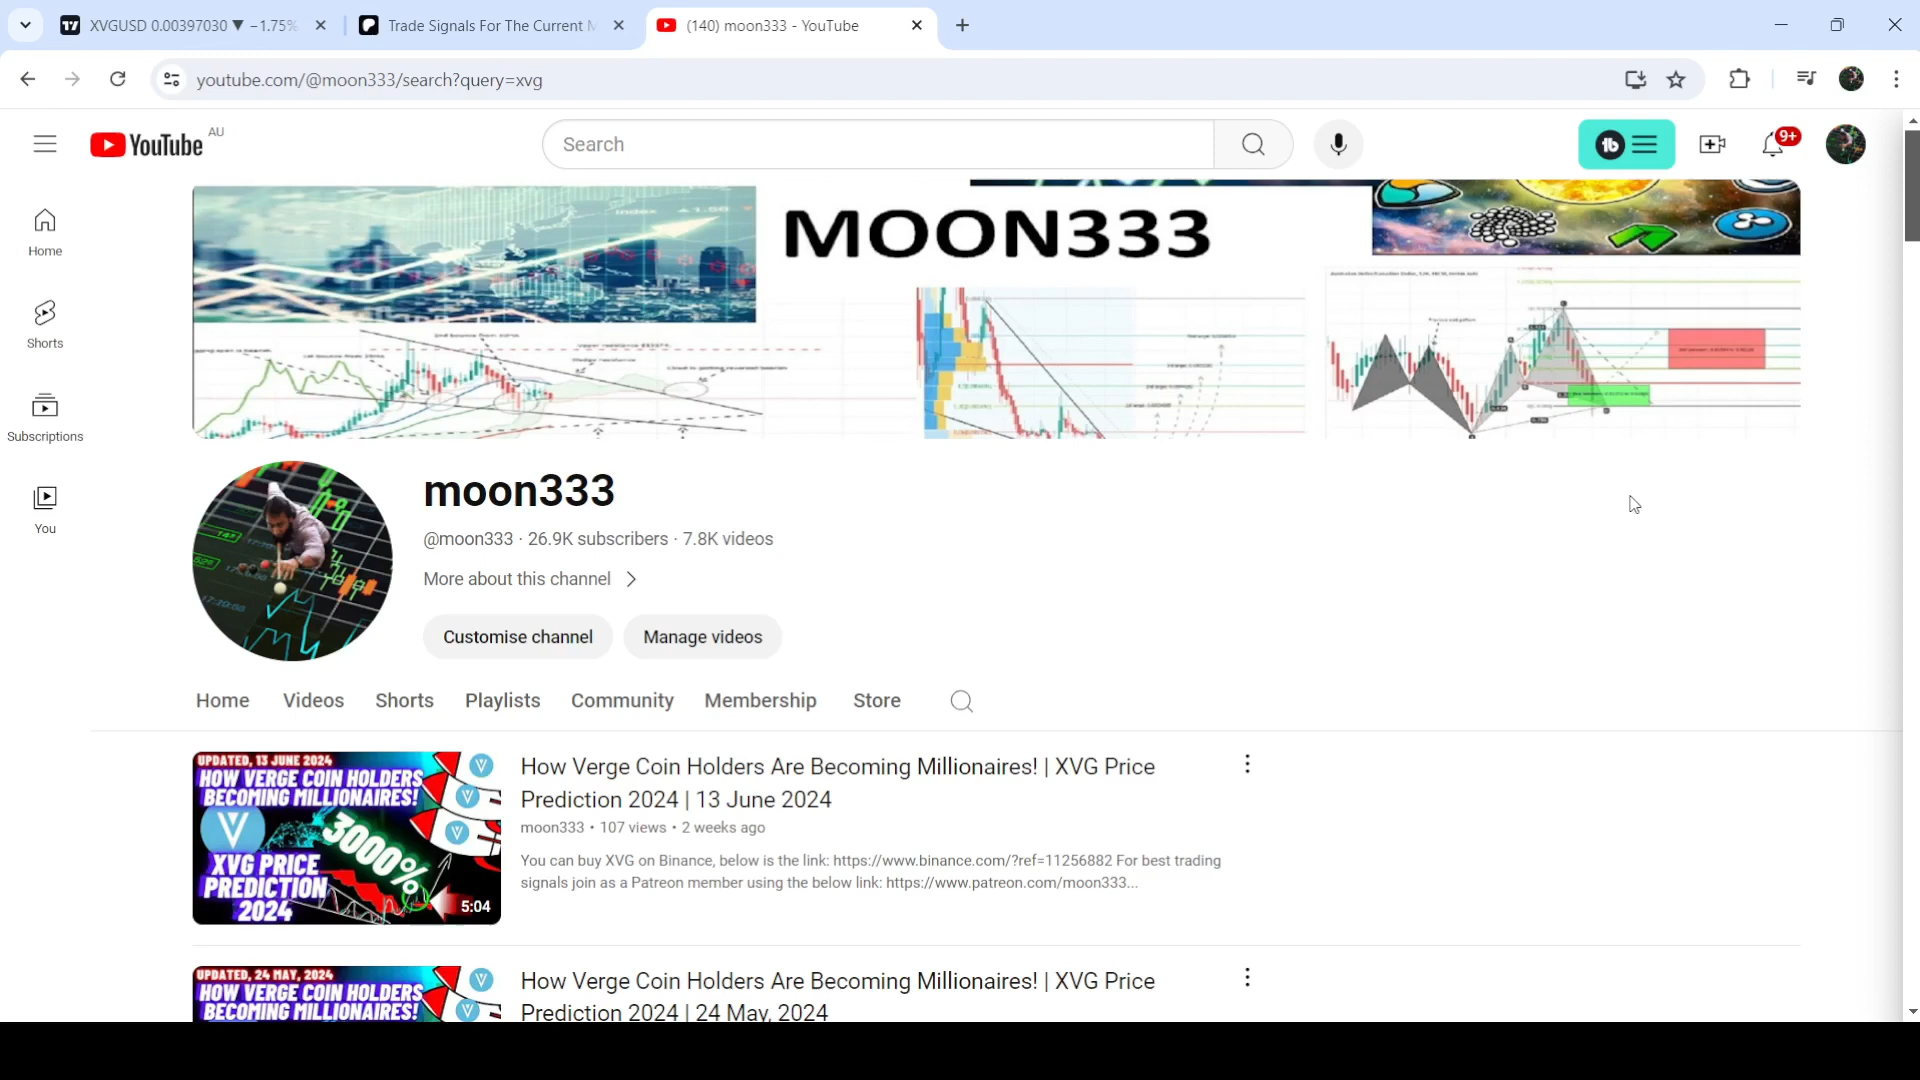 XVGUSD 0.00397030 ▼ −1.75%
Trade Signals For The Current M
(140) moon333 - YouTube
youtube.com/@moon333/search?query=xvg
YouTube AU
Search
9+
Home
Shorts
Subscriptions
You
MOON333
moon333
@moon333 · 26.9K subscribers · 7.8K videos
More about this channel
Customise channel
Manage videos
Home
Videos
Shorts
Playlists
Community
Membership
Store
UPDATED, 13 JUNE 2024
HOW VERGE COIN HOLDERS
BECOMING MILLIONAIRES!
3000%
XVG PRICE
PREDICTION
2024
5:04
How Verge Coin Holders Are Becoming Millionaires! | XVG Price
Prediction 2024 | 13 June 2024
moon333 • 107 views • 2 weeks ago
You can buy XVG on Binance, below is the link: https://www.binance.com/?ref=11256882 For best trading
signals join as a Patreon member using the below link: https://www.patreon.com/moon333...
UPDATED, 24 MAY, 2024
HOW VERGE COIN HOLDERS
BECOMING MILLIONAIRES!
How Verge Coin Holders Are Becoming Millionaires! | XVG Price
Prediction 2024 | 24 May, 2024